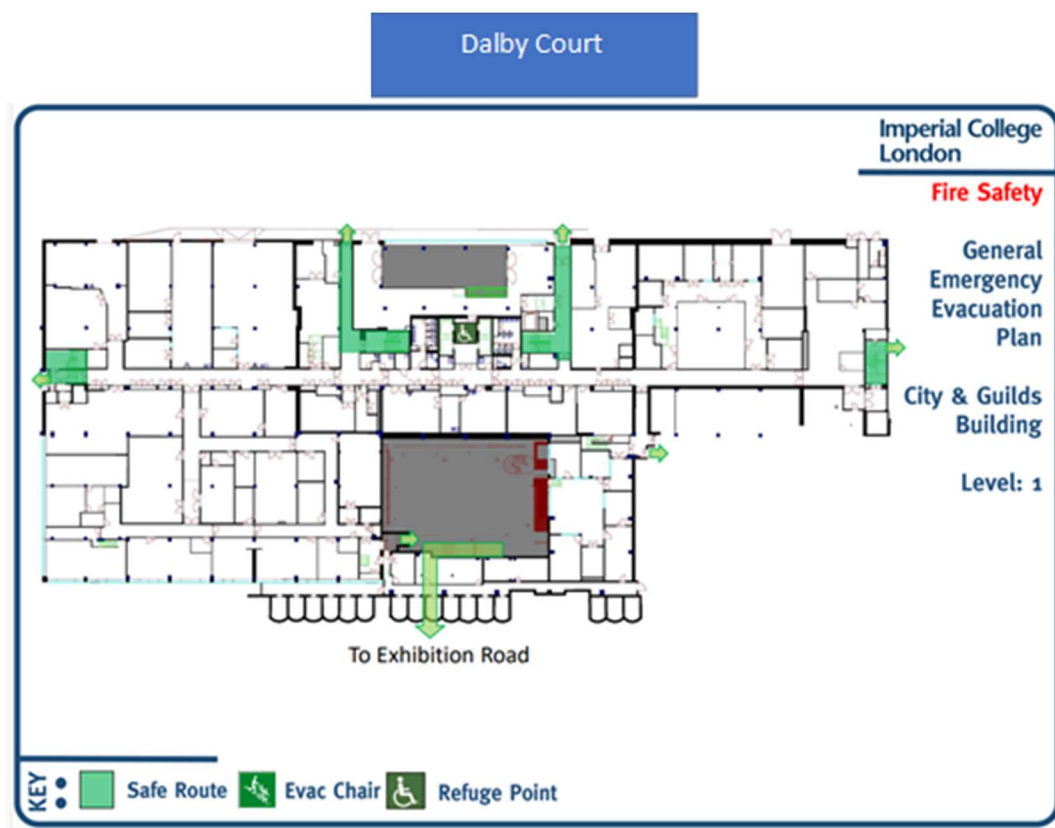 Dalby Court
Imperial College
London
Fire Safety
General
Emergency
Evacuation
Plan
City & Guilds
Building
Level: 1
To Exhibition Road
KEY
Safe Route
Evac Chair
Refuge Point